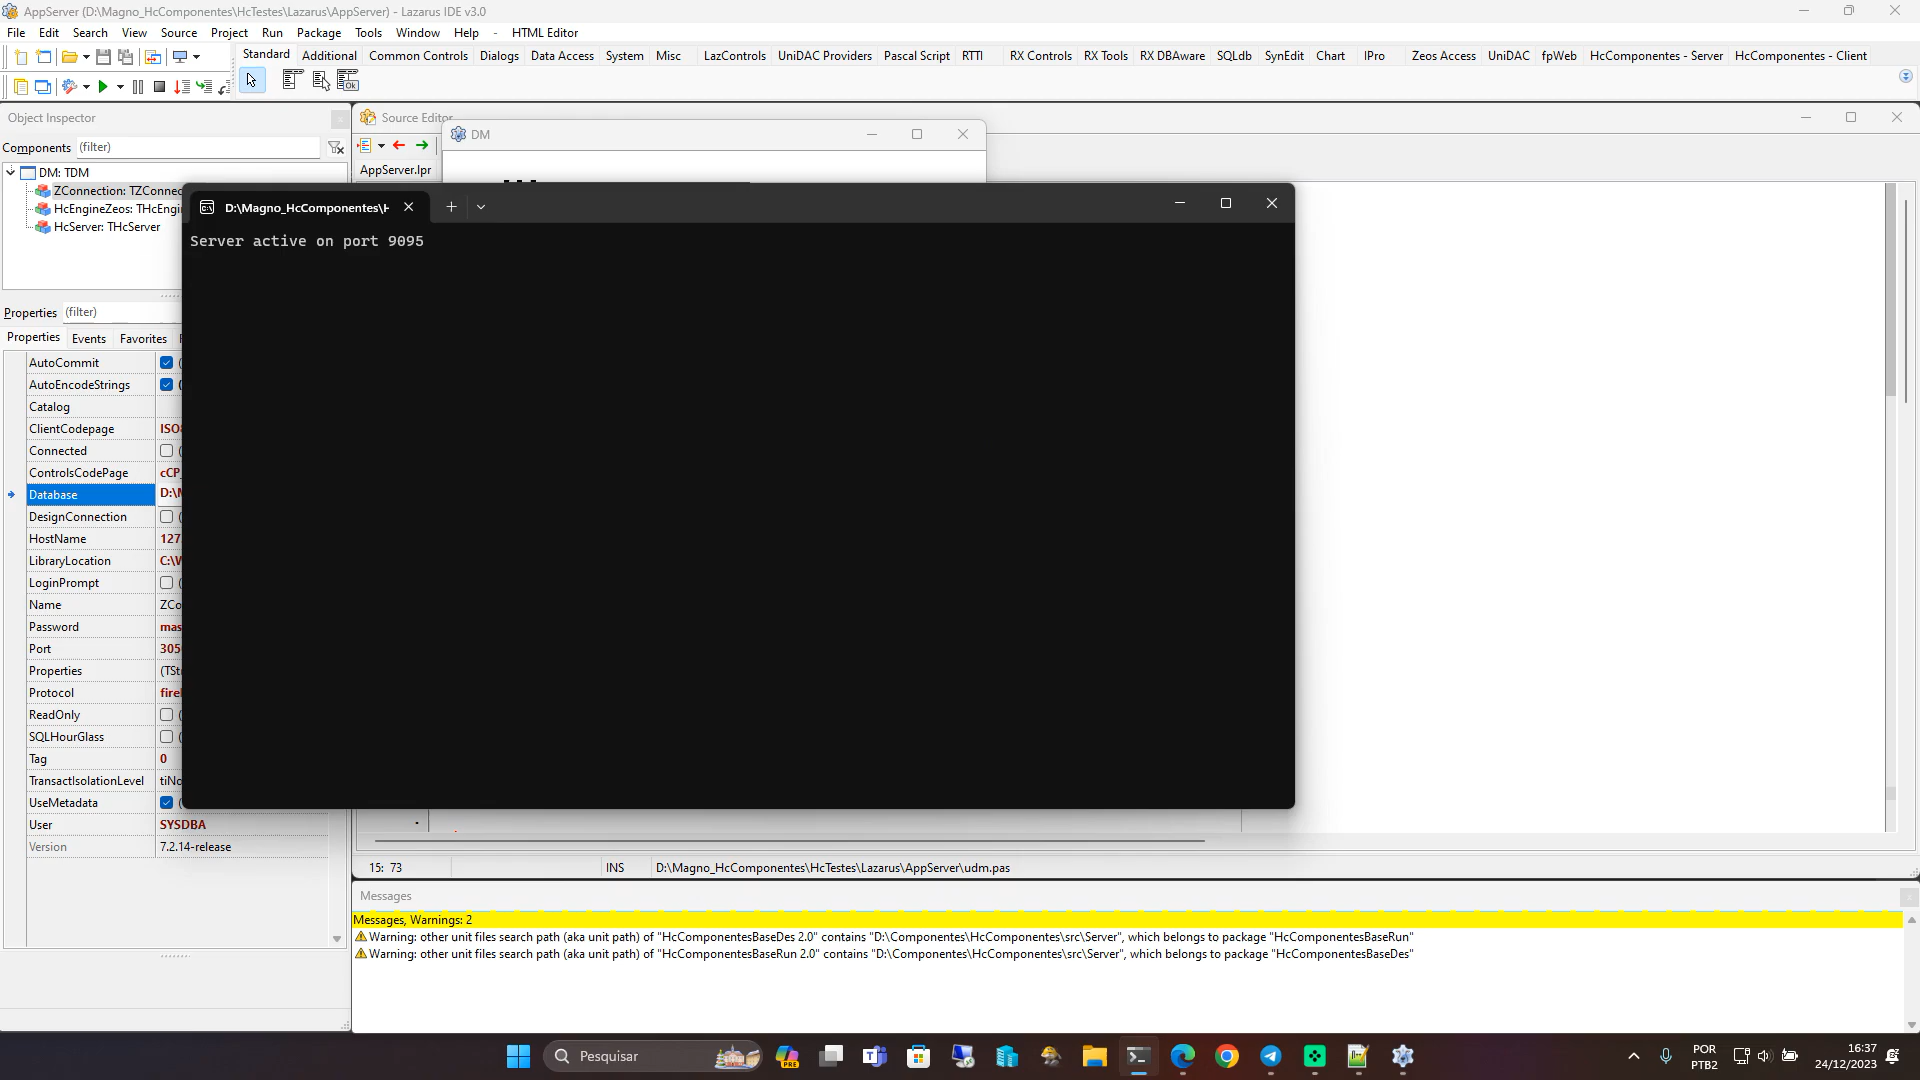 AppServer (D:\Magno_HcComponentes\HcTestes\Lazarus\AppServer) - Lazarus IDE v3.0
File Edit Search View Source Project Run Package Tools Window Help - HTML Editor
Standard Additional Common Controls Dialogs Data Access System Misc LazControls UniDAC Providers Pascal Script RTTI RX Controls RX Tools RX DBAware SQLdb SynEdit Chart IPro Zeos Access UniDAC fpWeb HcComponentes - Server HcComponentes - Client
Ok
Object Inspector
Components (filter)
DM: TDM
ZConnection: TZConnec
HcEngineZeos: THcEngi
HcServer: THcServer
Properties (filter)
Properties Events Favorites
AutoCommit
AutoEncodeStrings
Catalog
ClientCodepage ISO
Connected
ControlsCodePage cCP_
Database D:\M
DesignConnection
HostName 127
LibraryLocation C:\W
LoginPrompt
Name ZCo
Password mas
Port 305
Properties (TSt
Protocol fire
ReadOnly
SQLHourGlass
Tag 0
TransactIsolationLevel tiNo
UseMetadata
User SYSDBA
Version 7.2.14-release
Source Editor
DM
AppServer.lpr
D:\Magno_HcComponentes\H
Server active on port 9095
15: 73 INS D:\Magno_HcComponentes\HcTestes\Lazarus\AppServer\udm.pas
Messages
Messages, Warnings: 2
Warning: other unit files search path (aka unit path) of "HcComponentesBaseDes 2.0" contains "D:\Componentes\HcComponentes\src\Server", which belongs to package "HcComponentesBaseRun"
Warning: other unit files search path (aka unit path) of "HcComponentesBaseRun 2.0" contains "D:\Componentes\HcComponentes\src\Server", which belongs to package "HcComponentesBaseDes"
Pesquisar
PRE
POR
PTB2
16:37
24/12/2023